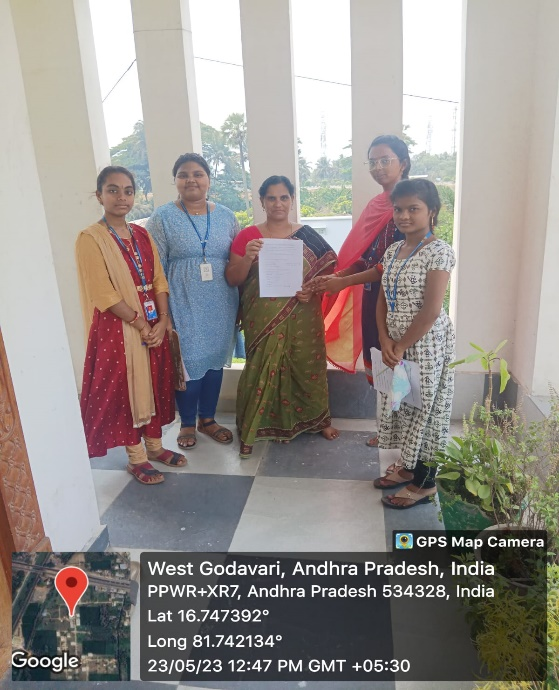 GPS Map Camera
West Godavari, Andhra Pradesh, India
PPWR+XR7, Andhra Pradesh 534328, India
Lat 16.747392°
Long 81.742134°
23/05/23 12:47 PM GMT +05:30
Google